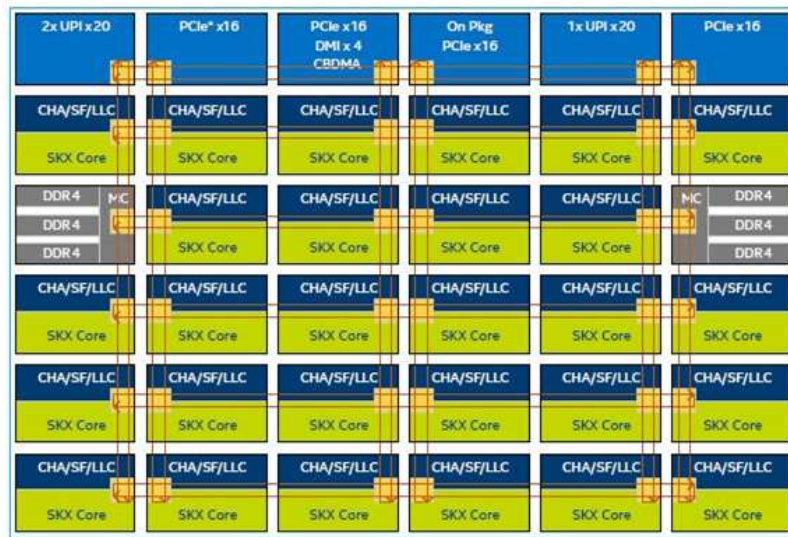 2x UPI x20
PCIe* x16
PCIe x16
DMI x 4
CBDMA
On Pkg
PCIe x16
1x UPI x20
PCIe x16
CHA/SF/LLC
CHA/SF/LLC
CHA/SF/LLC
CHA/SF/LLC
CHA/SF/LLC
CHA/SF/LLC
SKX Core
SKX Core
SKX Core
SKX Core
SKX Core
SKX Core
DDR4
MC
DDR4
DDR4
CHA/SF/LLC
CHA/SF/LLC
CHA/SF/LLC
CHA/SF/LLC
SKX Core
SKX Core
SKX Core
SKX Core
MC
DDR4
DDR4
DDR4
CHA/SF/LLC
CHA/SF/LLC
CHA/SF/LLC
CHA/SF/LLC
CHA/SF/LLC
CHA/SF/LLC
SKX Core
SKX Core
SKX Core
SKX Core
SKX Core
SKX Core
CHA/SF/LLC
CHA/SF/LLC
CHA/SF/LLC
CHA/SF/LLC
CHA/SF/LLC
CHA/SF/LLC
SKX Core
SKX Core
SKX Core
SKX Core
SKX Core
SKX Core
CHA/SF/LLC
CHA/SF/LLC
CHA/SF/LLC
CHA/SF/LLC
CHA/SF/LLC
CHA/SF/LLC
SKX Core
SKX Core
SKX Core
SKX Core
SKX Core
SKX Core